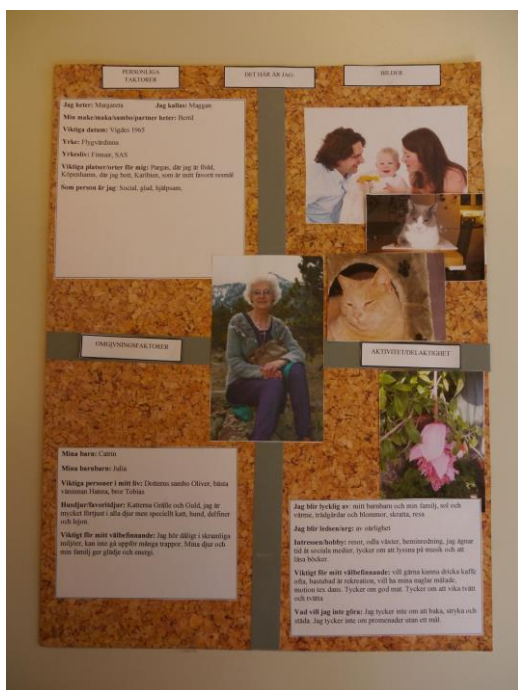 PERSONLIGA
FAKTORER
DET HÄR ÄR JAG
BILDER
Jag heter: Margareta Jag kallas: Maggan
Min make/maka/sambo/partner heter: Bertil
Viktiga datum: Vigdes 1965
Yrke: Flygvärdinna
Yrkesliv: Finnair, SAS
Viktiga platser/orter för mig: Pargas, där jag är född,
Köpenhamn, där jag bott, Karibien, som är mitt favorit resmål
Som person är jag: Social, glad, hjälpsam,
OMGIVNINGSFAKTORER
AKTIVITET/DELAKTIGHET
Mina barn: Catrin
Mina barnbarn: Julia
Viktiga personer i mitt liv: Dotterns sambo Oliver, bästa
väninnan Hanna, bror Tobias
Husdjur/favoritdjur: Katterna Grålle och Guld, jag är
mycket förtjust i alla djur men speciellt katt, hund, delfiner
och lejon.
Viktigt för mitt välbefinnande: Jag hör dåligt i skramliga
miljöer, kan inte gå uppför många trappor. Mina djur och
min familj ger glädje och energi.
Jag blir lycklig av: mitt barnbarn och min familj, sol och
värme, trädgårdar och blommor, skratta, resa
Jag blir ledsen/arg: av oärlighet
Intressen/hobby: resor, odla växter, heminredning, jag ägnar
tid åt sociala medier, tycker om att lyssna på musik och att
läsa böcker.
Viktigt för mitt välbefinnande: vill gärna kunna dricka kaffe
ofta, bastubad är rekreation, vill ha mina naglar målade,
motion tex dans. Tycker om god mat. Tycker om att vika tvätt
och tvätta
Vad vill jag inte göra: Jag tycker inte om att baka, stryka och
städa. Jag tycker inte om promenader utan ett mål.